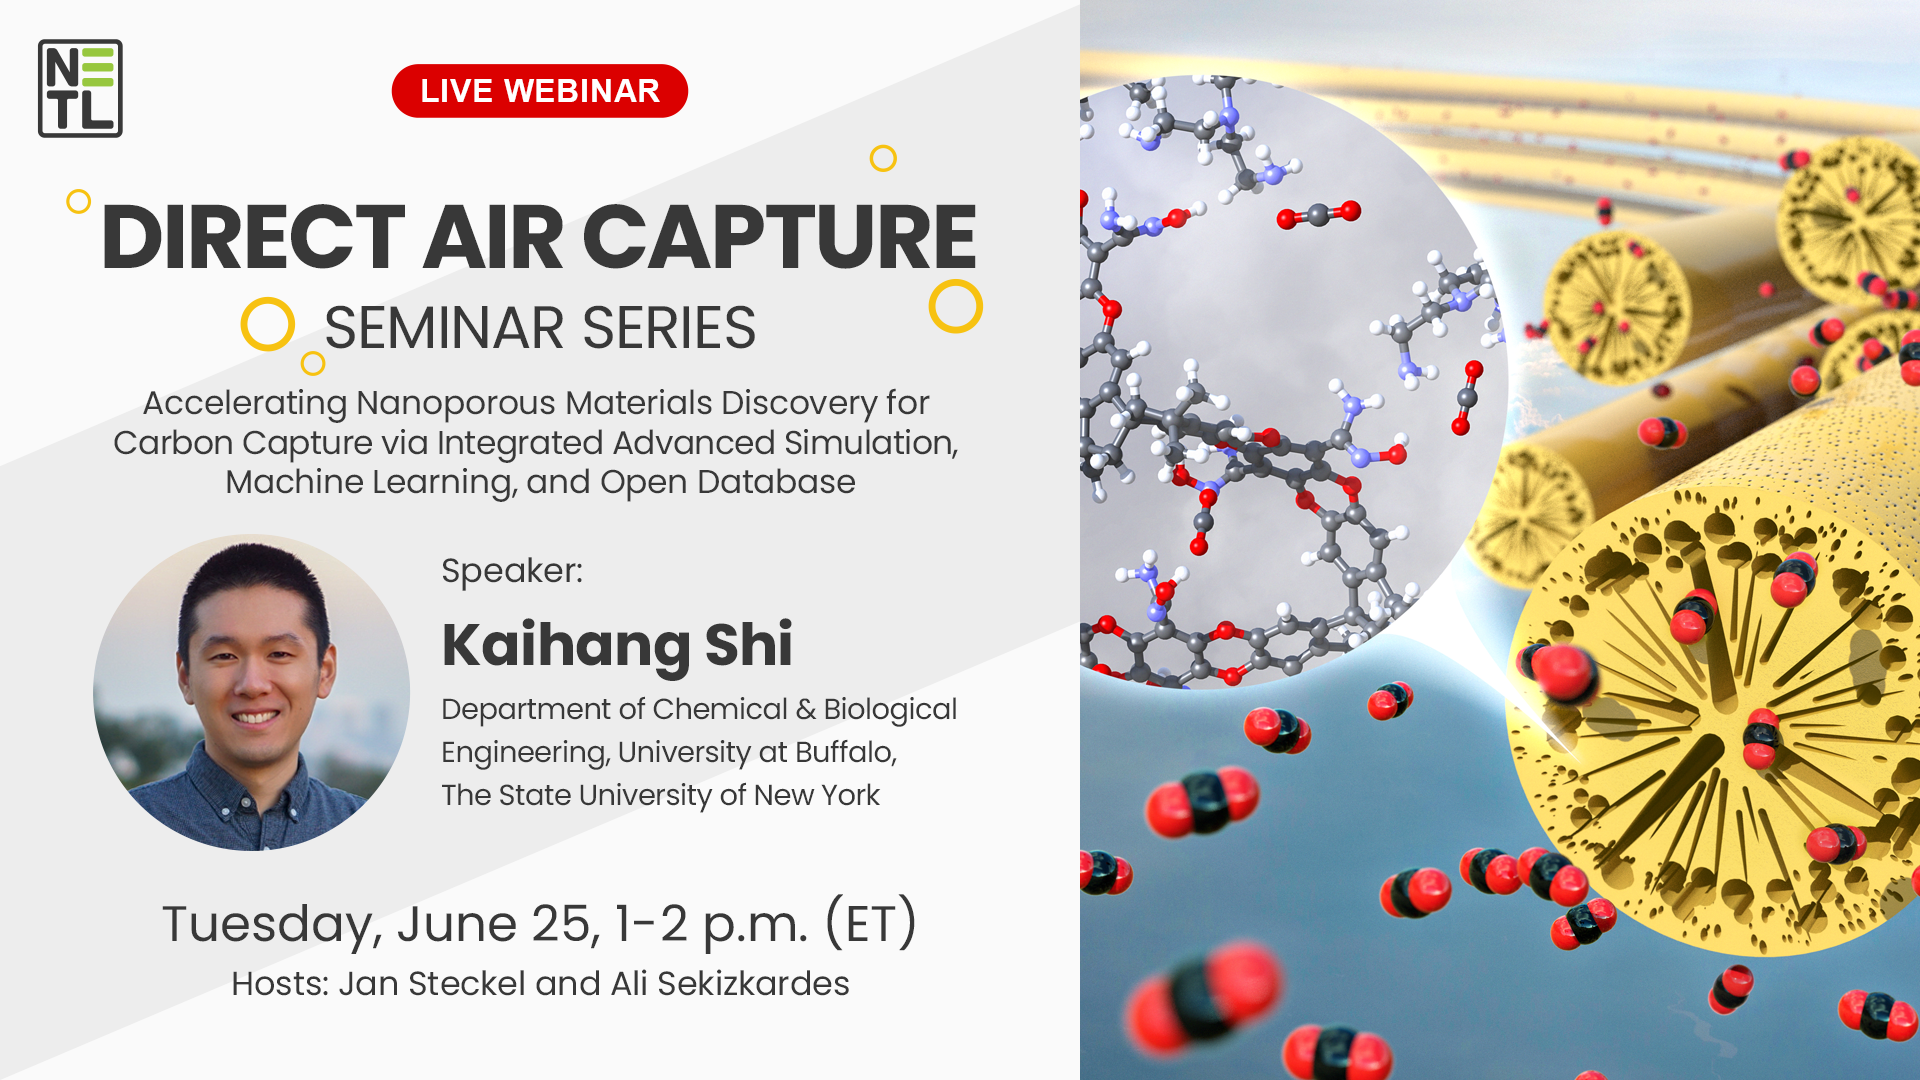 NETL
LIVE WEBINAR
DIRECT AIR CAPTURE
SEMINAR SERIES
Accelerating Nanoporous Materials Discovery for
Carbon Capture via Integrated Advanced Simulation,
Machine Learning, and Open Database
Speaker:
Kaihang Shi
Department of Chemical & Biological
Engineering, University at Buffalo,
The State University of New York
Tuesday, June 25, 1-2 p.m. (ET)
Hosts: Jan Steckel and Ali Sekizkardes